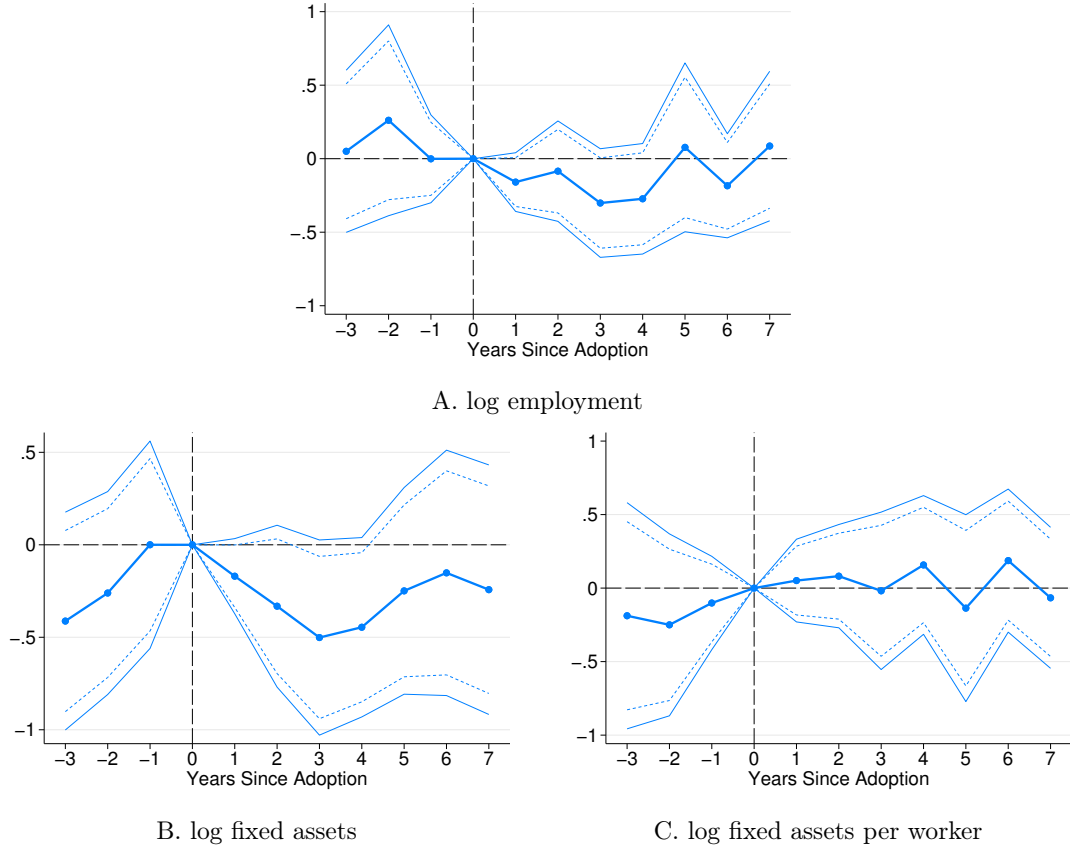 1
.5
0
−.5
−1
−3 −2 −1 0 1 2 3 4 5 6 7
Years Since Adoption
A. log employment
.5
0
−.5
−1
−3 −2 −1 0 1 2 3 4 5 6 7
Years Since Adoption
B. log fixed assets
1
.5
0
−.5
−1
−3 −2 −1 0 1 2 3 4 5 6 7
Years Since Adoption
C. log fixed assets per worker